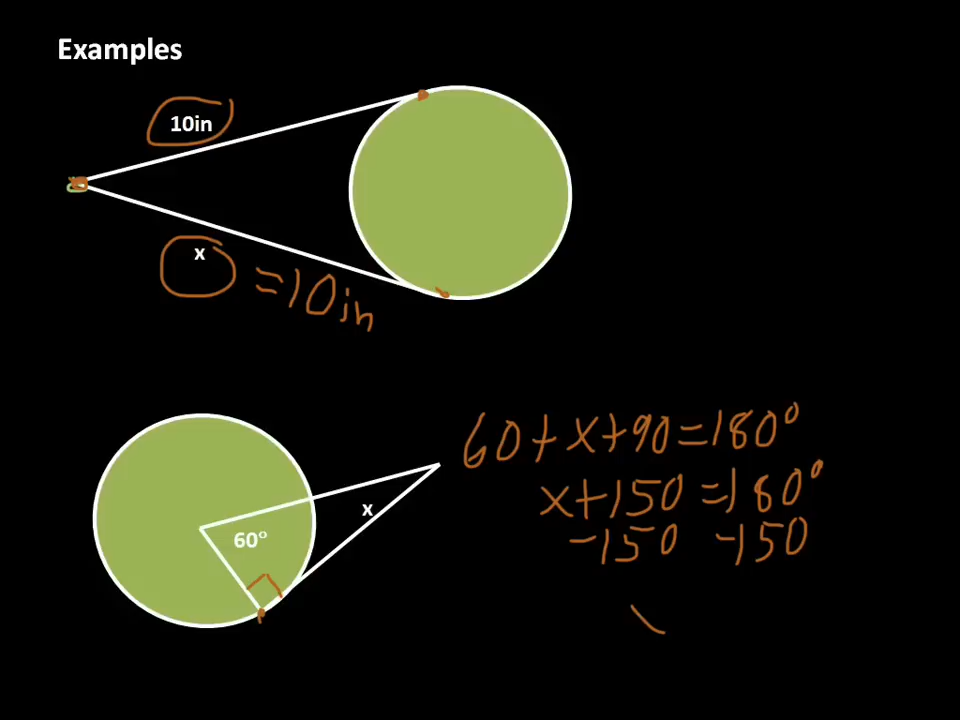 Examples
10in
x
=10in
60+x+90=180°
x+150=180°
x
-150 -150
60°
\